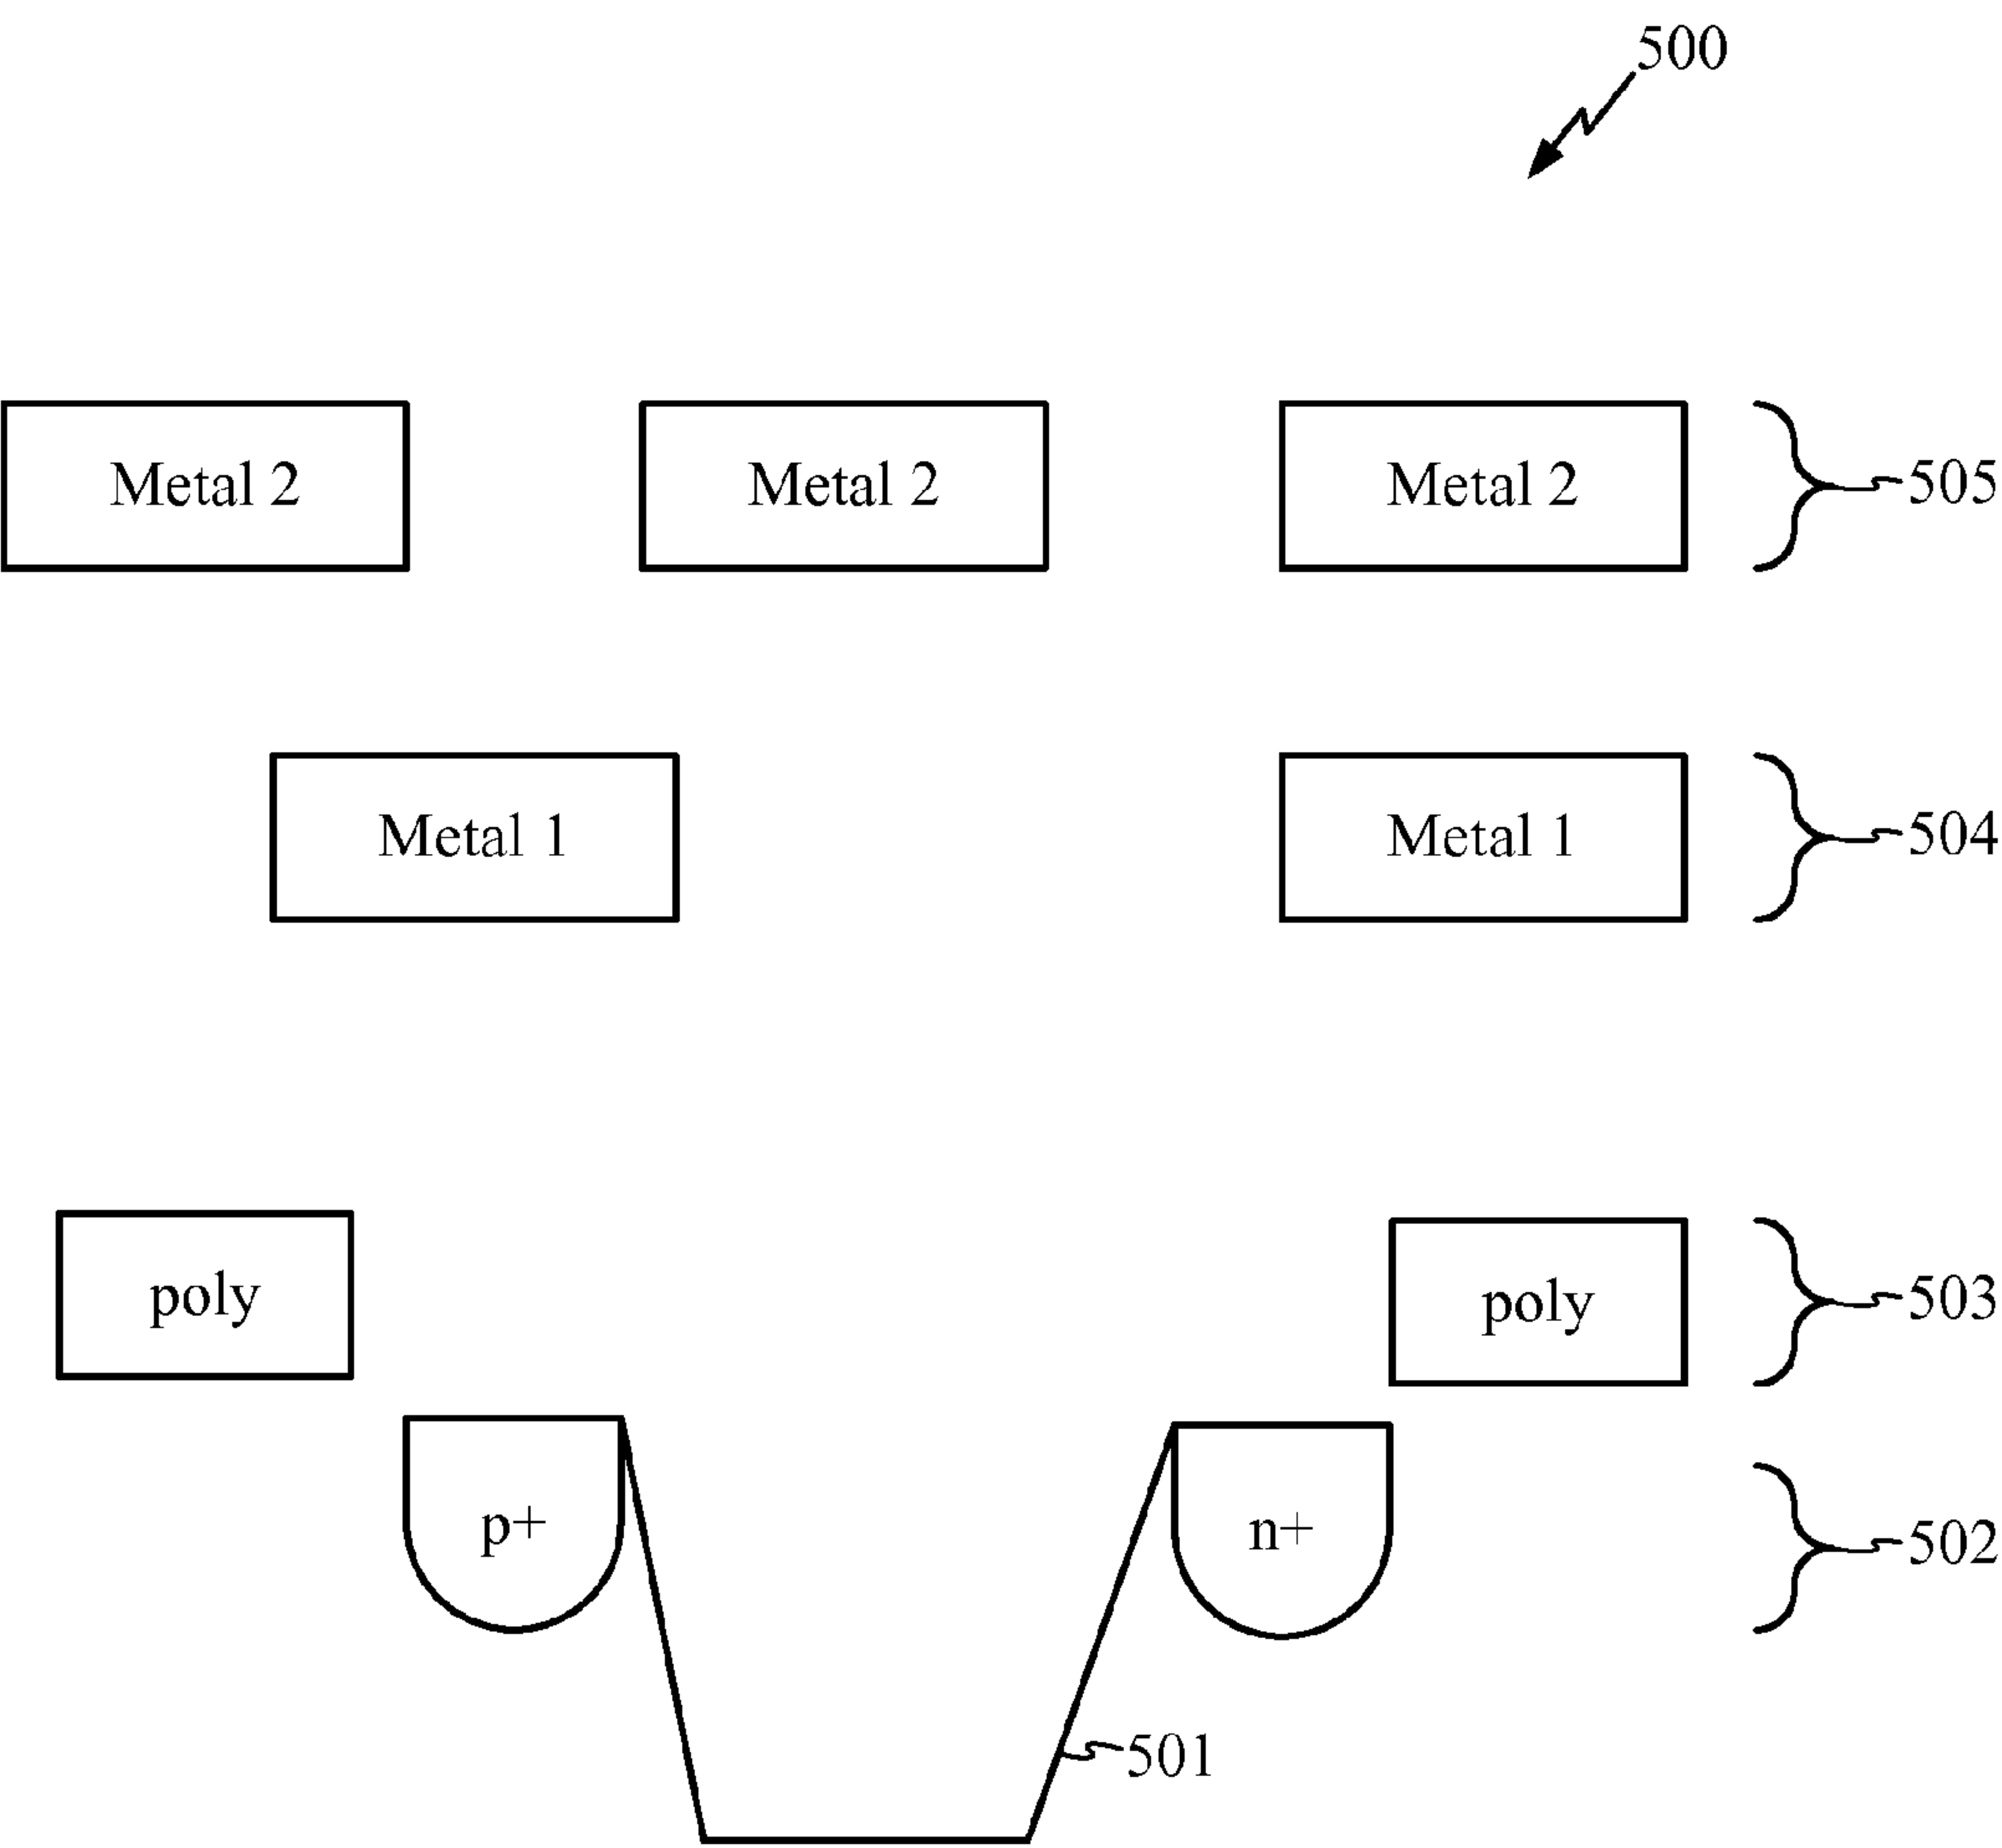 500
Metal 2 Metal 2 Metal 2 505
Metal 1 Metal 1 504
poly poly 503
p+ n+ 502
501